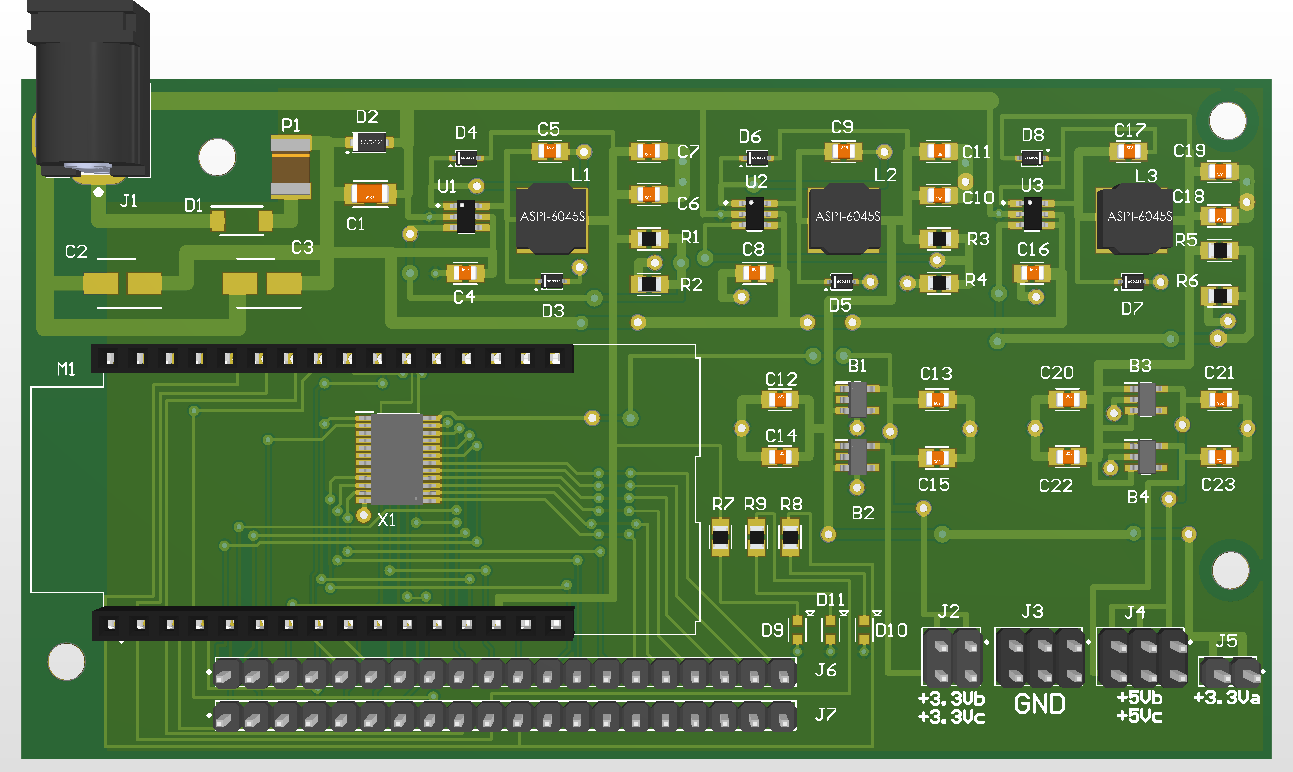 P1 D2 D4 C5 C7 D6 C9 C11 D8 C17 C19
J1 D1 C1 U1 L1 C6 U2 L2 C10 U3 L3 C18
ASPI-6045S ASPI-6045S ASPI-6045S
C2 C3 R1 R3 R5
C4 R2 C8 R4 C16 R6
D3 D5 D7
M1 B1 B3
C12 C13 C20 C21
C14 C15 C22 C23
X1 R7 R9 R8 B2 B4
D11
D9 D10 J2 J3 J4 J5
J6
+3.3Vb GND +5Vb +3.3Va
+3.3Vc +5Vc
J7